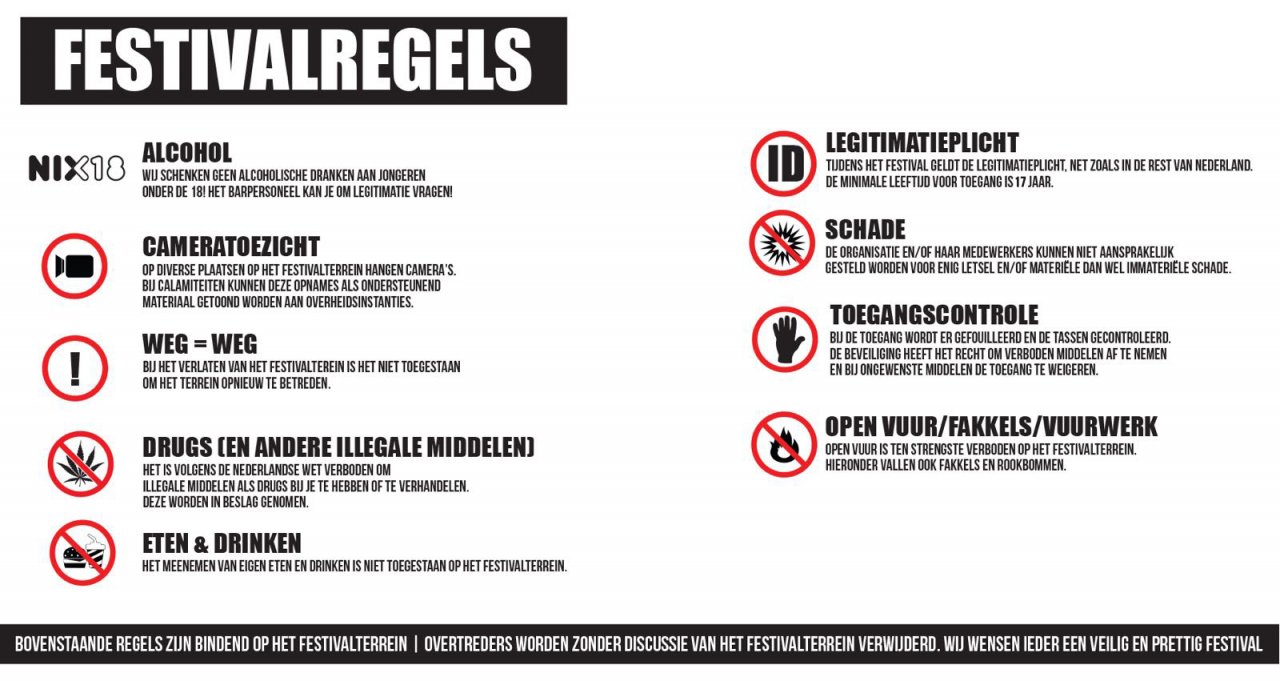 FESTIVALREGELS
NIX18
ALCOHOL
WIJ SCHENKEN GEEN ALCOHOLISCHE DRANKEN AAN JONGEREN
ONDER DE 18! HET BARPERSONEEL KAN JE OM LEGITIMATIE VRAGEN!
CAMERATOEZICHT
OP DIVERSE PLAATSEN OP HET FESTIVALTERREIN HANGEN CAMERA'S.
BIJ CALAMITEITEN KUNNEN DEZE OPNAMES ALS ONDERSTEUNEND
MATERIAAL GETOOND WORDEN AAN OVERHEIDSINSTANTIES.
!
WEG = WEG
BIJ HET VERLATEN VAN HET FESTIVALTEREIN IS HET NIET TOEGESTAAN
OM HET TERREIN OPNIEUW TE BETREDEN.
DRUGS (EN ANDERE ILLEGALE MIDDELEN)
HET IS VOLGENS DE NEDERLANDSE WET VERBODEN OM
ILLEGALE MIDDELEN ALS DRUGS BIJ JE TE HEBBEN OF TE VERHANDELEN.
DEZE WORDEN IN BESLAG GENOMEN.
ETEN & DRINKEN
HET MEENEMEN VAN EIGEN ETEN EN DRINKEN IS NIET TOEGESTAAN OP HET FESTIVALTERREIN.
ID
LEGITIMATIEPLICHT
TIJDENS HET FESTIVAL GELDT DE LEGITIMATIEPLICHT, NET ZOALS IN DE REST VAN NEDERLAND.
DE MINIMALE LEEFTIJD VOOR TOEGANG IS 17 JAAR.
SCHADE
DE ORGANISATIE EN/OF HAAR MEDEWERKERS KUNNEN NIET AANSPRAKELIJK
GESTELD WORDEN VOOR ENIG LETSEL EN/OF MATERIËLE DAN WEL IMMATERIËLE SCHADE.
TOEGANGSCONTROLE
BIJ DE TOEGANG WORDT ER GEFOUILLEERD EN DE TASSEN GECONTROLEERD.
DE BEVEILIGING HEEFT HET RECHT OM VERBODEN MIDDELEN AF TE NEMEN
EN BIJ ONGEWENSTE MIDDELEN DE TOEGANG TE WEIGEREN.
OPEN VUUR/FAKKELS/VUURWERK
OPEN VUUR IS TEN STRENGSTE VERBODEN OP HET FESTIVALTERREIN.
HIERONDER VALLEN OOK FAKKELS EN ROOKBOMMEN.
BOVENSTAANDE REGELS ZIJN BINDEND OP HET FESTIVALTERREIN | OVERTREDERS WORDEN ZONDER DISCUSSIE VAN HET FESTIVALTERREIN VERWIJDERD. WIJ WENSEN IEDER EEN VEILIG EN PRETTIG FESTIVAL